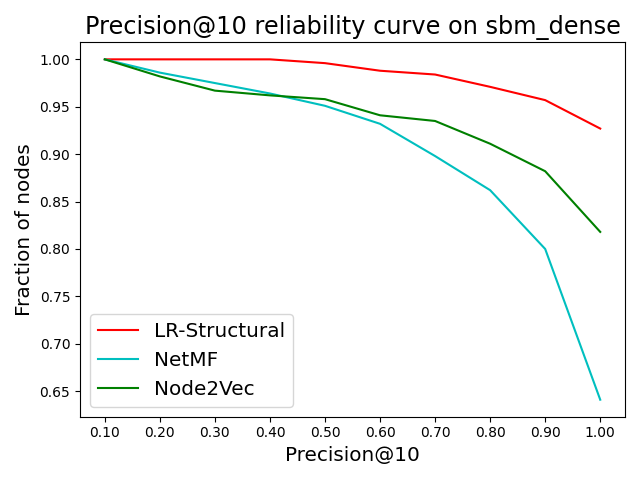 Precision@10 reliability curve on sbm_dense
Fraction of nodes
1.00
0.95
0.90
0.85
0.80
0.75
0.70
0.65
LR-Structural
NetMF
Node2Vec
0.10 0.20 0.30 0.40 0.50 0.60 0.70 0.80 0.90 1.00
Precision@10